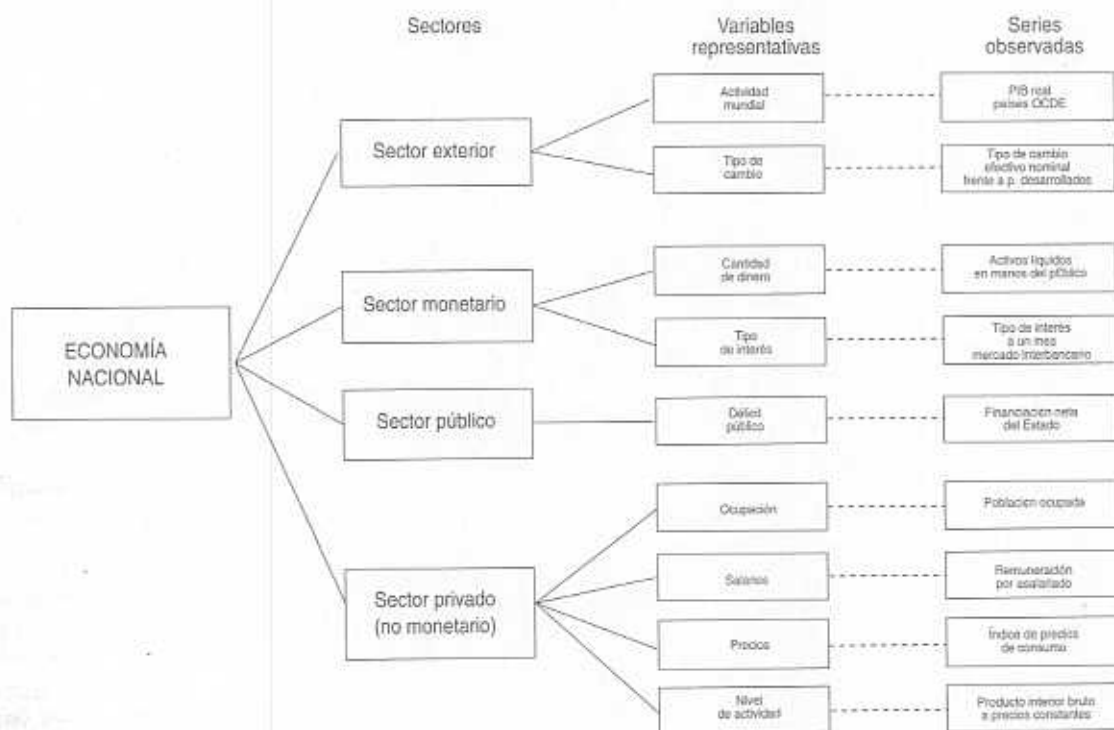 Sectores
Variables
representativas
Series
observadas
ECONOMÍA
NACIONAL
Sector exterior
Actividad
mundial
PIB real
países OCDE
Tipo de
cambio
Tipo de cambio
efectivo nominal
frente a p. desarrollados
Sector monetario
Cantidad
de dinero
Activos líquidos
en manos del público
Tipo
de interés
Tipo de interés
a un mes
mercado interbancario
Sector público
Déficit
público
Financiación neta
del Estado
Sector privado
(no monetario)
Ocupación
Población ocupada
Salarios
Remuneración
por asalariado
Precios
Índice de precios
de consumo
Nivel
de actividad
Producto interior bruto
a precios constantes